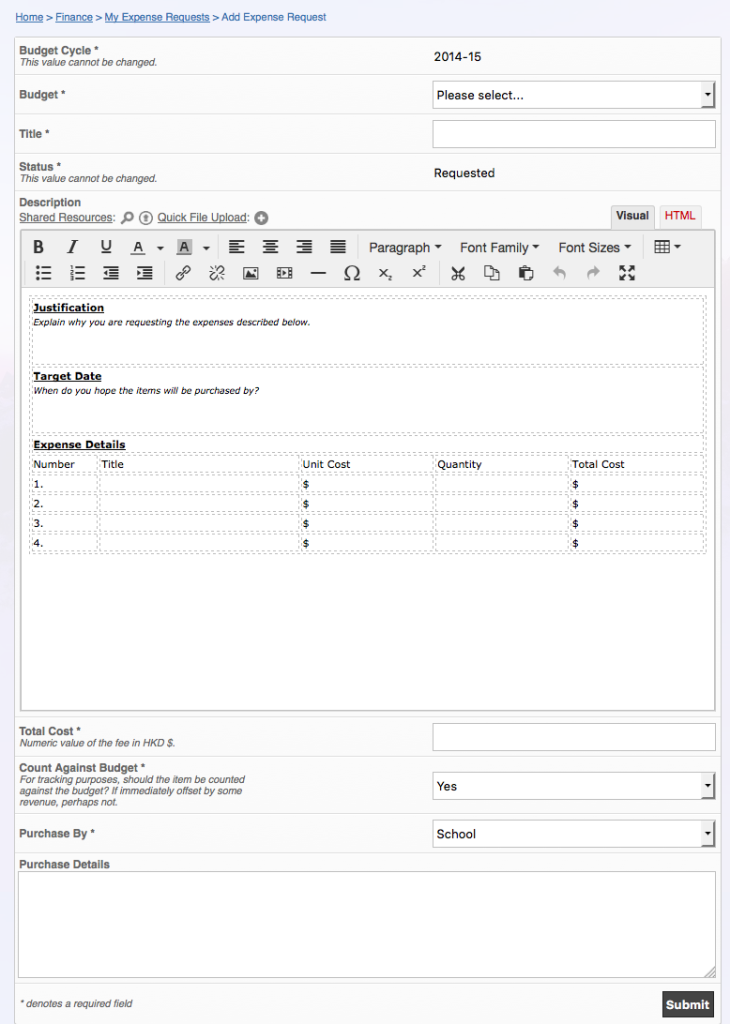 Home > Finance > My Expense Requests > Add Expense Request
Budget Cycle *
This value cannot be changed.
2014-15
Budget *
Please select...
Title *
Status *
This value cannot be changed.
Requested
Description
Shared Resources: Quick File Upload:
Visual HTML
B I U A A Paragraph Font Family Font Sizes
Ω x₂ x²
Justification
Explain why you are requesting the expenses described below.
Target Date
When do you hope the items will be purchased by?
Expense Details
Number Title Unit Cost Quantity Total Cost
1. $ $
2. $ $
3. $ $
4. $ $
Total Cost *
Numeric value of the fee in HKD $.
Count Against Budget *
For tracking purposes, should the item be counted
against the budget? If immediately offset by some
revenue, perhaps not.
Yes
Purchase By *
School
Purchase Details
* denotes a required field
Submit